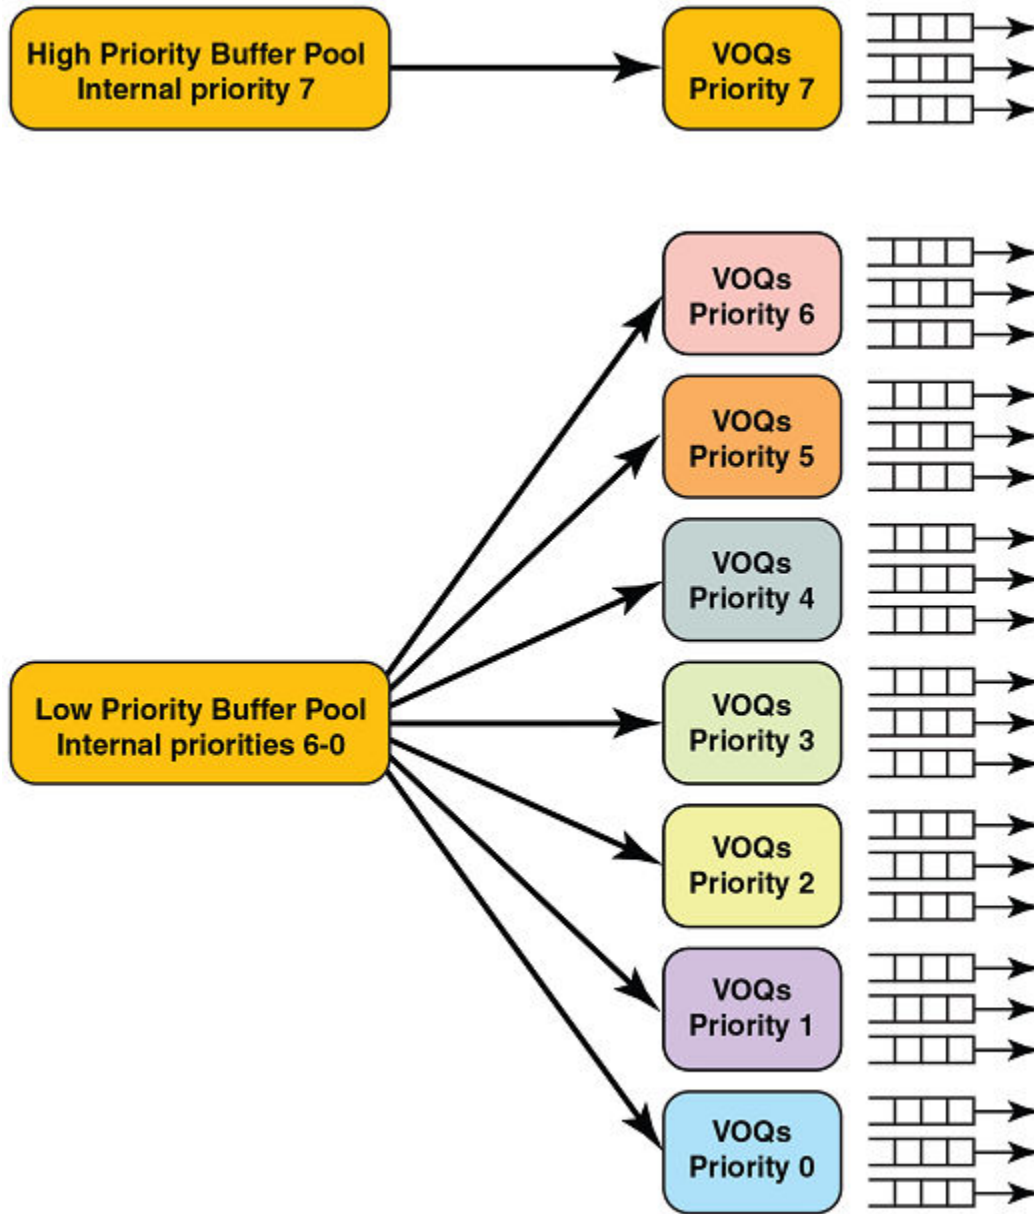 High Priority Buffer Pool
Internal priority 7
VOQs
Priority 7
VOQs
Priority 6
VOQs
Priority 5
VOQs
Priority 4
Low Priority Buffer Pool
Internal priorities 6-0
VOQs
Priority 3
VOQs
Priority 2
VOQs
Priority 1
VOQs
Priority 0